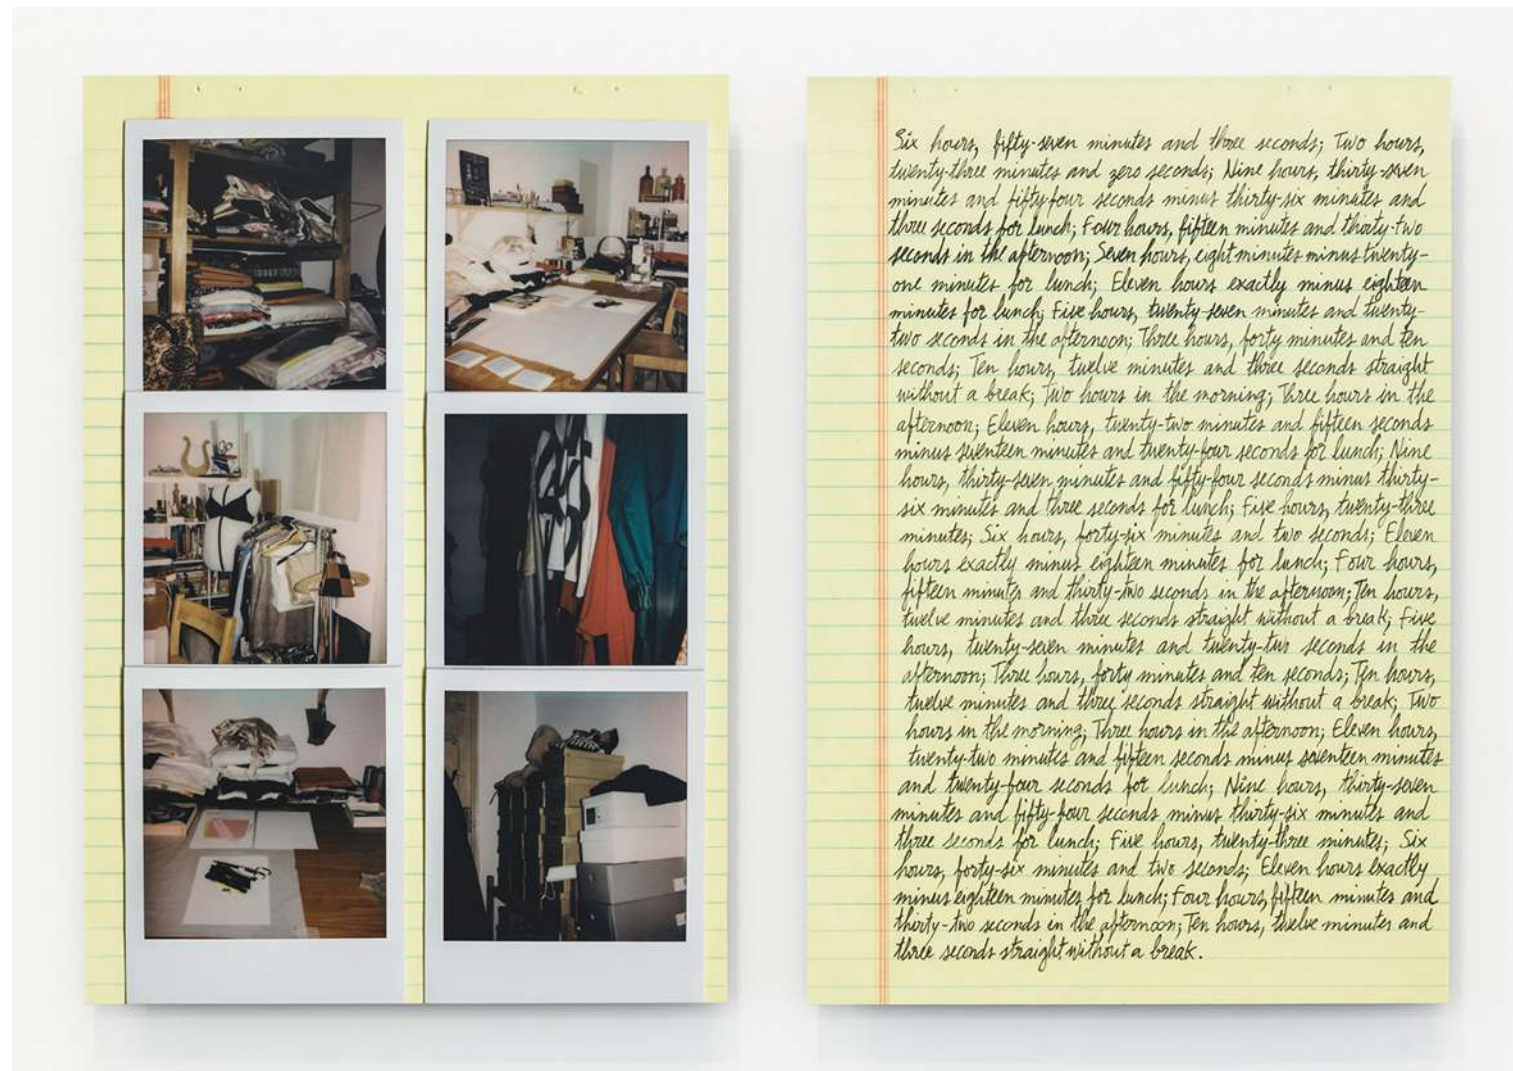 Six hours, fifty-seven minutes and three seconds; Two hours,
twenty-three minutes and zero seconds; Nine hours, thirty-seven
minutes and fifty-four seconds minus thirty-six minutes and
three seconds for lunch; Four hours, fifteen minutes and thirty-two
seconds in the afternoon; Seven hours, eight minutes minus twenty-
one minutes for lunch; Eleven hours exactly minus eighteen
minutes for lunch; Five hours, twenty-seven minutes and twenty-
two seconds in the afternoon; Three hours, forty minutes and ten
seconds; Ten hours, twelve minutes and three seconds straight
without a break; Two hours in the morning; Three hours in the
afternoon; Eleven hours, twenty-two minutes and fifteen seconds
minus seventeen minutes and twenty-four seconds for lunch; Nine
hours, thirty-seven minutes and fifty-four seconds minus thirty-
six minutes and three seconds for lunch; Five hours, twenty-three
minutes; Six hours, forty-six minutes and two seconds; Eleven
hours exactly minus eighteen minutes for lunch; Four hours,
fifteen minutes and thirty-two seconds in the afternoon; Ten hours,
twelve minutes and three seconds straight without a break; Five
hours, twenty-seven minutes and twenty-two seconds in the
afternoon; Three hours, forty minutes and ten seconds; Ten hours,
twelve minutes and three seconds straight without a break; Two
hours in the morning; Three hours in the afternoon; Eleven hours,
twenty-two minutes and fifteen seconds minus seventeen minutes
and twenty-four seconds for lunch; Nine hours, thirty-seven
minutes and fifty-four seconds minus thirty-six minutes and
three seconds for lunch; Five hours, twenty-three minutes; Six
hours, forty-six minutes and two seconds; Eleven hours exactly
minus eighteen minutes for lunch; Four hours, fifteen minutes and
thirty-two seconds in the afternoon; Ten hours, twelve minutes and
three seconds straight without a break.